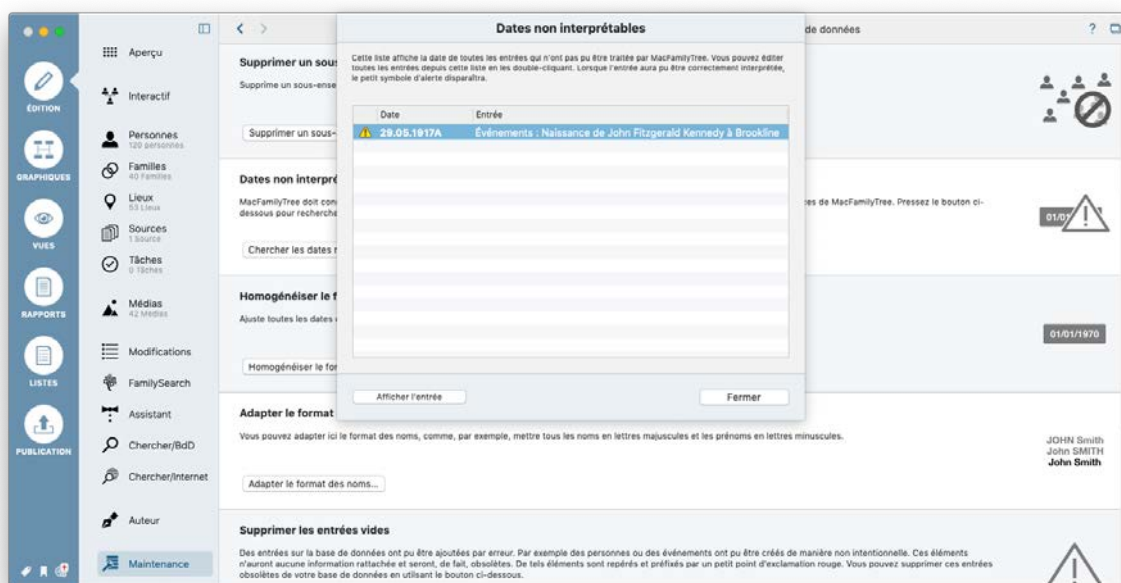 Dates non interprétables
Cette liste affiche la date de toutes les entrées qui n'ont pas pu être traitée par MacFamilyTree. Vous pouvez éditer
toutes les entrées depuis cette liste en les double-cliquant. Lorsque l'entrée aura pu être correctement interprétée,
le petit symbole d'alerte disparaîtra.
Date Entrée
29.05.1917A Événements : Naissance de John Fitzgerald Kennedy à Brookline
Afficher l'entrée
Fermer
de données
?
ÉDITION
GRAPHIQUES
VUES
RAPPORTS
LISTES
PUBLICATION
Aperçu
Interactif
Personnes
120 personnes
Familles
40 Familles
Lieux
53 Lieux
Sources
1 Source
Tâches
0 Tâches
Médias
42 Médias
Modifications
FamilySearch
Assistant
Chercher/BdD
Chercher/Internet
Auteur
Maintenance
Supprimer un sous
Supprime un sous-ense
Supprimer un sous-
Dates non interpré
MacFamilyTree doit con
es de MacFamilyTree. Pressez le bouton ci-
dessous pour recherche
Chercher les dates n
01/01
Homogénéiser le f
Ajuste toutes les dates
Homogénéiser le for
01/01/1970
Adapter le format
Vous pouvez adapter ici le format des noms, comme, par exemple, mettre tous les noms en lettres majuscules et les prénoms en lettres minuscules.
Adapter le format des noms...
JOHN Smith
John SMITH
John Smith
Supprimer les entrées vides
Des entrées sur la base de données ont pu être ajoutées par erreur. Par exemple des personnes ou des événements ont pu être créés de manière non intentionnelle. Ces éléments
n'auront aucune information rattachée et seront, de fait, obsolètes. De tels éléments sont repérés et préfixés par un petit point d'exclamation rouge. Vous pouvez supprimer ces entrées
obsolètes de votre base de données en utilisant le bouton ci-dessous.